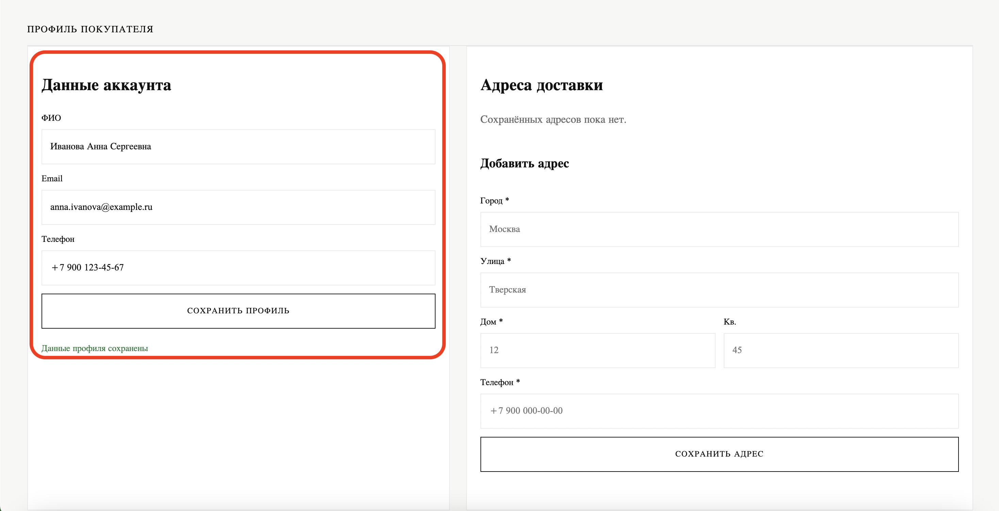 ПРОФИЛЬ ПОКУПАТЕЛЯ
Данные аккаунта
ФИО
Иванова Анна Сергеевна
Email
anna.ivanova@example.ru
Телефон
+7 900 123-45-67
СОХРАНИТЬ ПРОФИЛЬ
Данные профиля сохранены
Адреса доставки
Сохранённых адресов пока нет.
Добавить адрес
Город *
Москва
Улица *
Тверская
Дом *
Кв.
12
45
Телефон *
+7 900 000-00-00
СОХРАНИТЬ АДРЕС